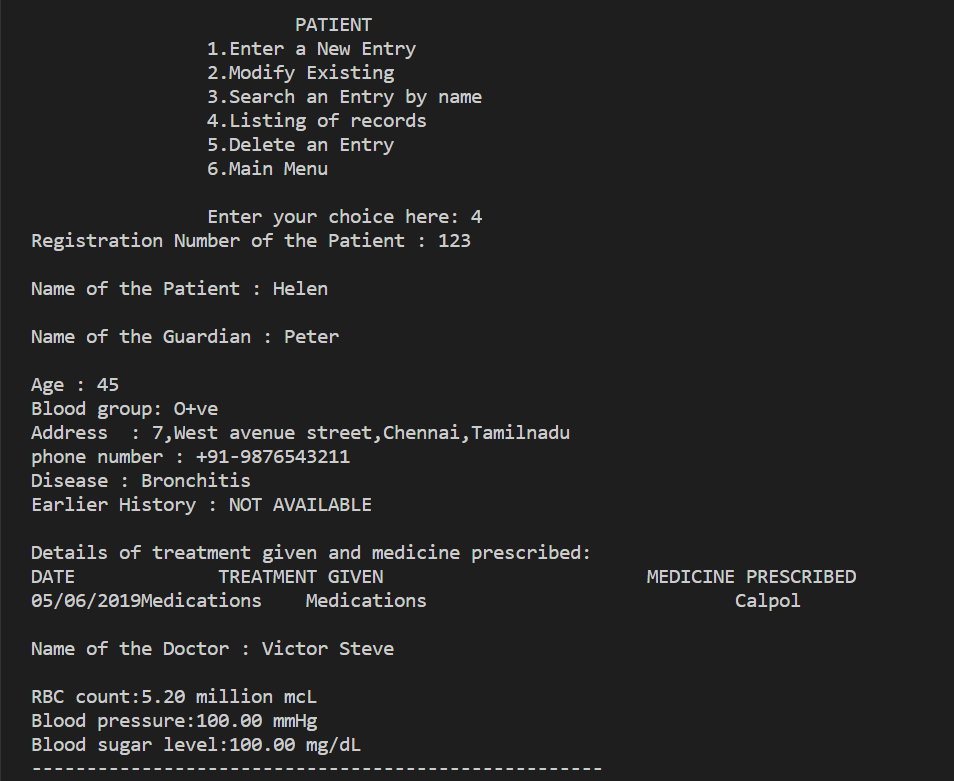 PATIENT
1.Enter a New Entry
2.Modify Existing
3.Search an Entry by name
4.Listing of records
5.Delete an Entry
6.Main Menu
Enter your choice here: 4
Registration Number of the Patient : 123
Name of the Patient : Helen
Name of the Guardian : Peter
Age : 45
Blood group: O+ve
Address  : 7,West avenue street,Chennai,Tamilnadu
phone number : +91-9876543211
Disease : Bronchitis
Earlier History : NOT AVAILABLE
Details of treatment given and medicine prescribed:
DATE             TREATMENT GIVEN                        MEDICINE PRESCRIBED
05/06/2019Medications    Medications                            Calpol
Name of the Doctor : Victor Steve
RBC count:5.20 million mcL
Blood pressure:100.00 mmHg
Blood sugar level:100.00 mg/dL
----------------------------------------------------